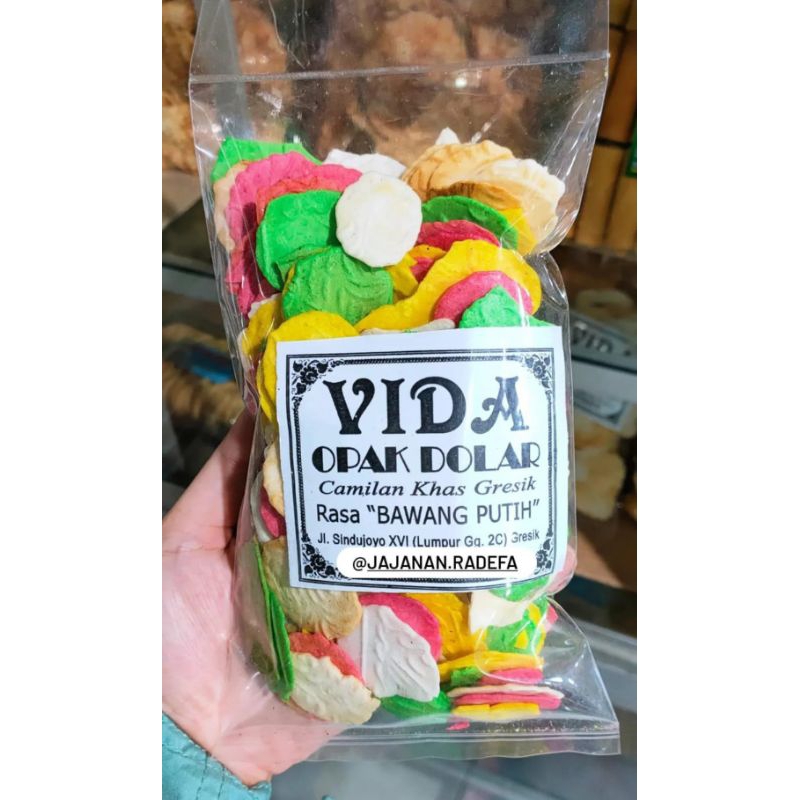 VIDA
OPAK DOLAR
Camilan Khas Gresik
Rasa "BAWANG PUTIH"
Jl. Sindujoyo XVI (Lumpur Gg. 2C) Gresik
@JAJANAN.RADEFA